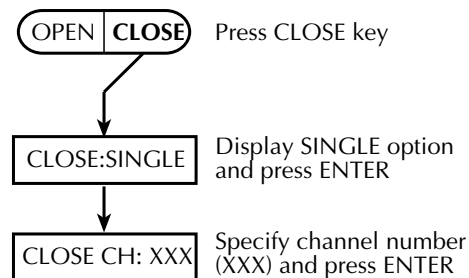 OPEN CLOSE Press CLOSE key
CLOSE:SINGLE
Display SINGLE option
and press ENTER
CLOSE CH: XXX
Specify channel number
(XXX) and press ENTER